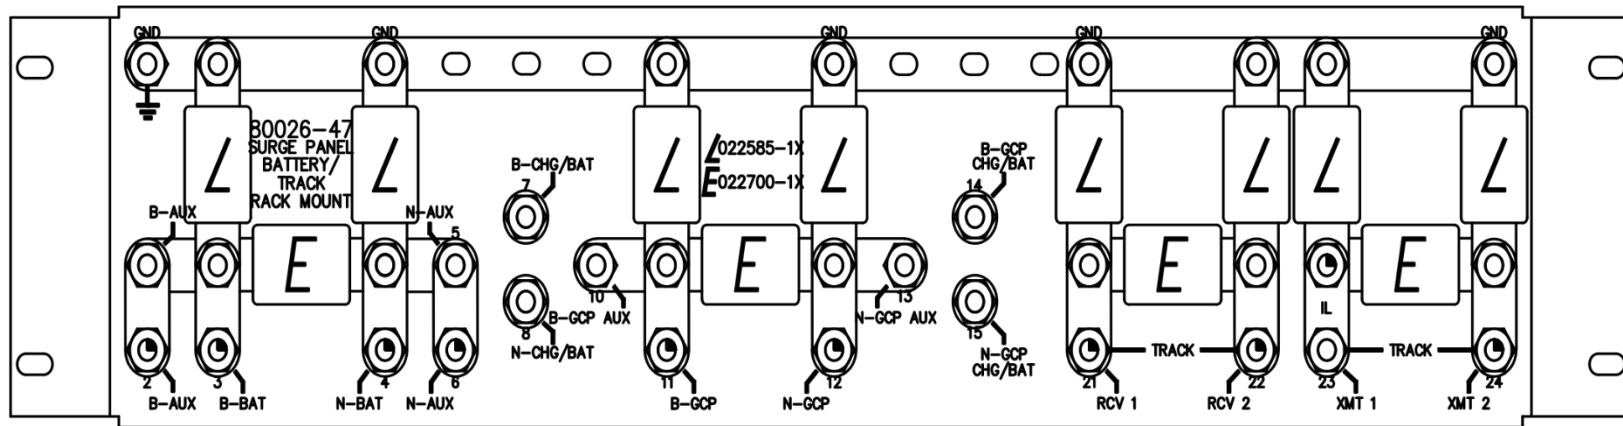 GND
GND
GND
GND
GND
80026-47
SURGE PANEL
BATTERY/
TRACK
RACK MOUNT
L
L
L
L
L
L
L
L
L022585-1X
E022700-1X
B-CHG/BAT
7
B-GCP
CHG/BAT
14
B-AUX
N-AUX
5
E
E
E
E
10
B-GCP AUX
13
N-GCP AUX
8
N-CHG/BAT
15
N-GCP
CHG/BAT
IL
TRACK
TRACK
2
3
4
6
11
12
21
22
23
24
B-AUX
B-BAT
N-BAT
N-AUX
B-GCP
N-GCP
RCV 1
RCV 2
XMT 1
XMT 2